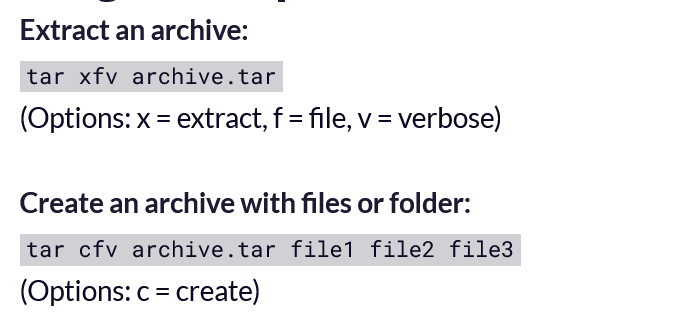 Extract an archive:
tar xfv archive.tar
(Options: x = extract, f = file, v = verbose)
Create an archive with files or folder:
tar cfv archive.tar file1 file2 file3
(Options: c = create)